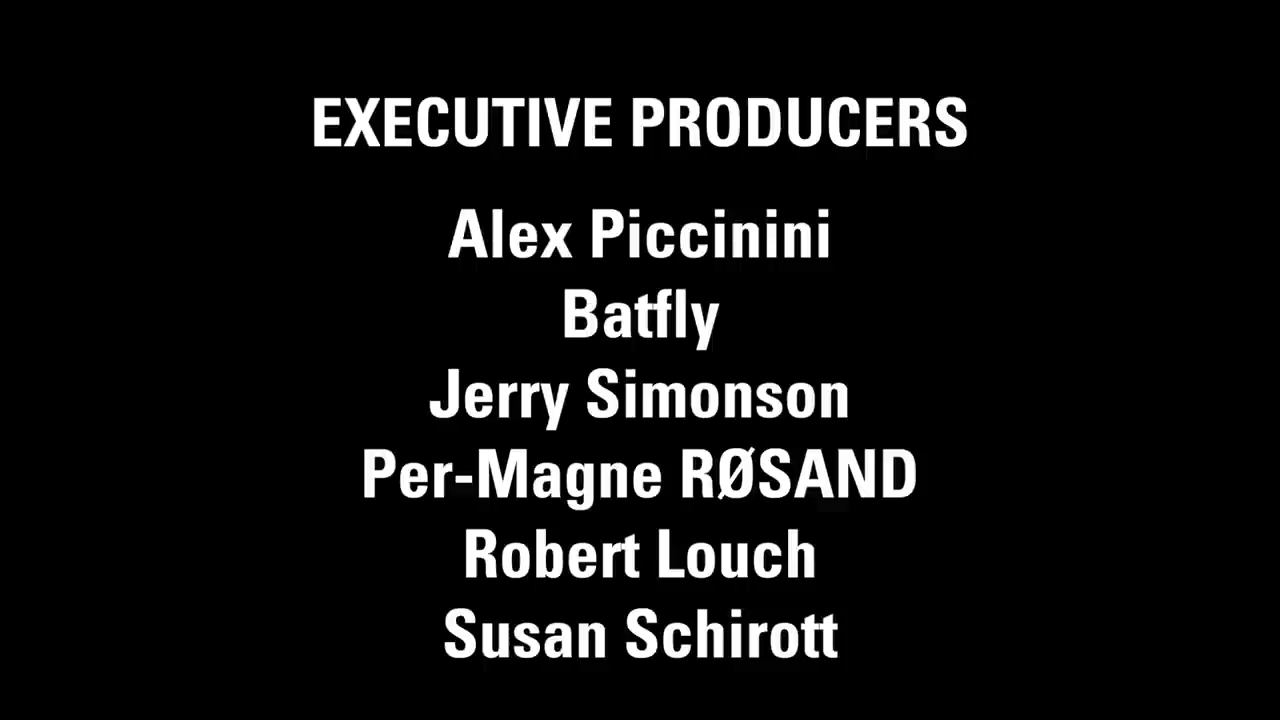 EXECUTIVE PRODUCERS
Alex Piccinini
Batfly
Jerry Simonson
Per-Magne RØSAND
Robert Louch
Susan Schirott